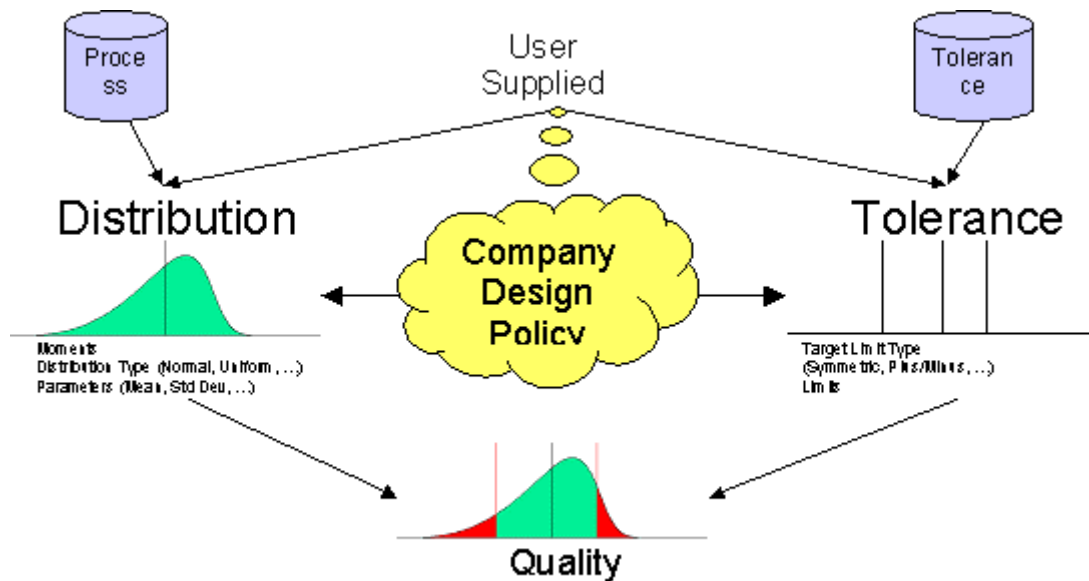 Proce
ss
User
Supplied
Toleran
ce
Distribution
Tolerance
Company
Design
Policy
Moments
Distribution Type (Normal, Uniform, ...)
Parameters (Mean, Std Dev, ...)
Target Limit Type
(Symmetric, Plus/Minus, ...)
Limits
Quality